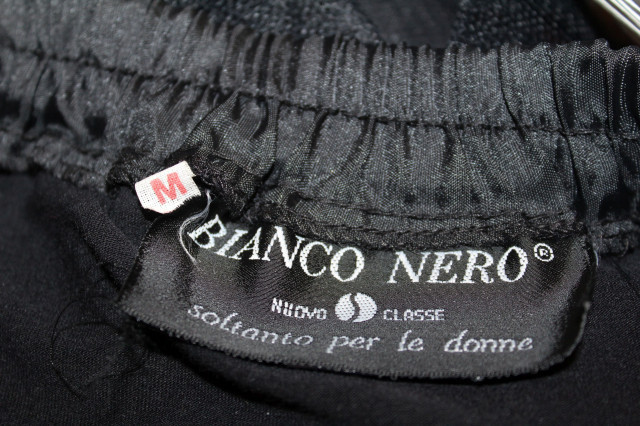 M
BIANCO NERO®
NUOVO CLASSE
soltanto per le donne